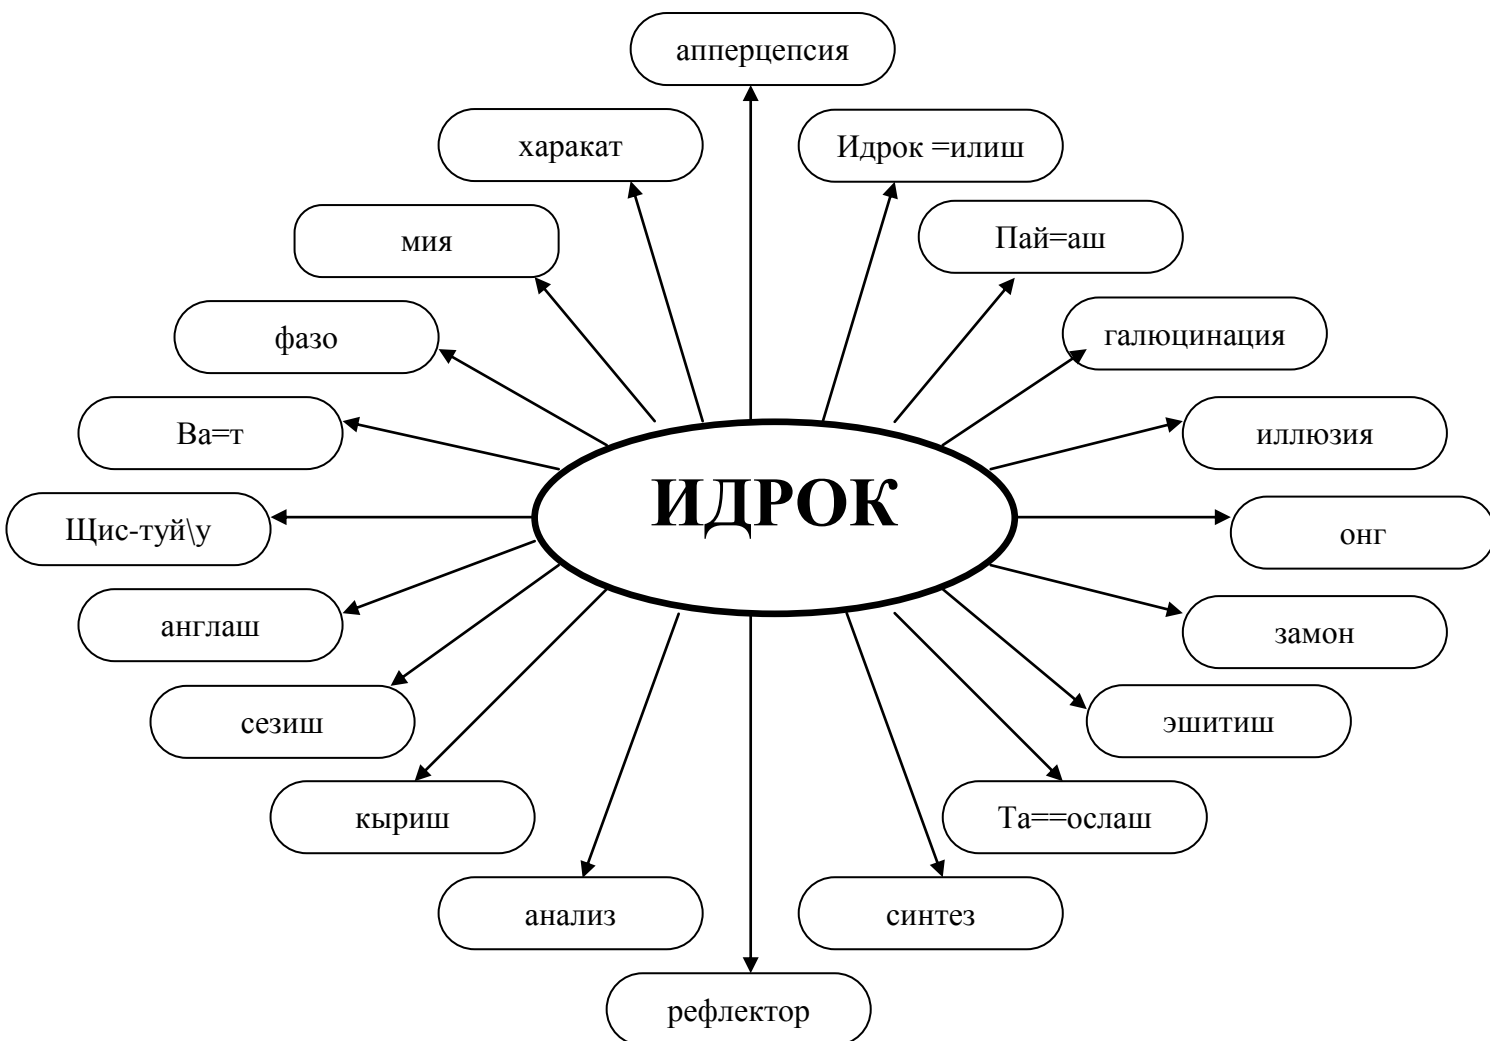 апперцепсия
харакат
Идрок =илиш
мия
Пай=аш
фазо
галюцинация
Ва=т
иллюзия
ИДРОК
Щис-туй\у
онг
англаш
замон
сезиш
эшитиш
кыриш
Та==ослаш
анализ
синтез
рефлектор